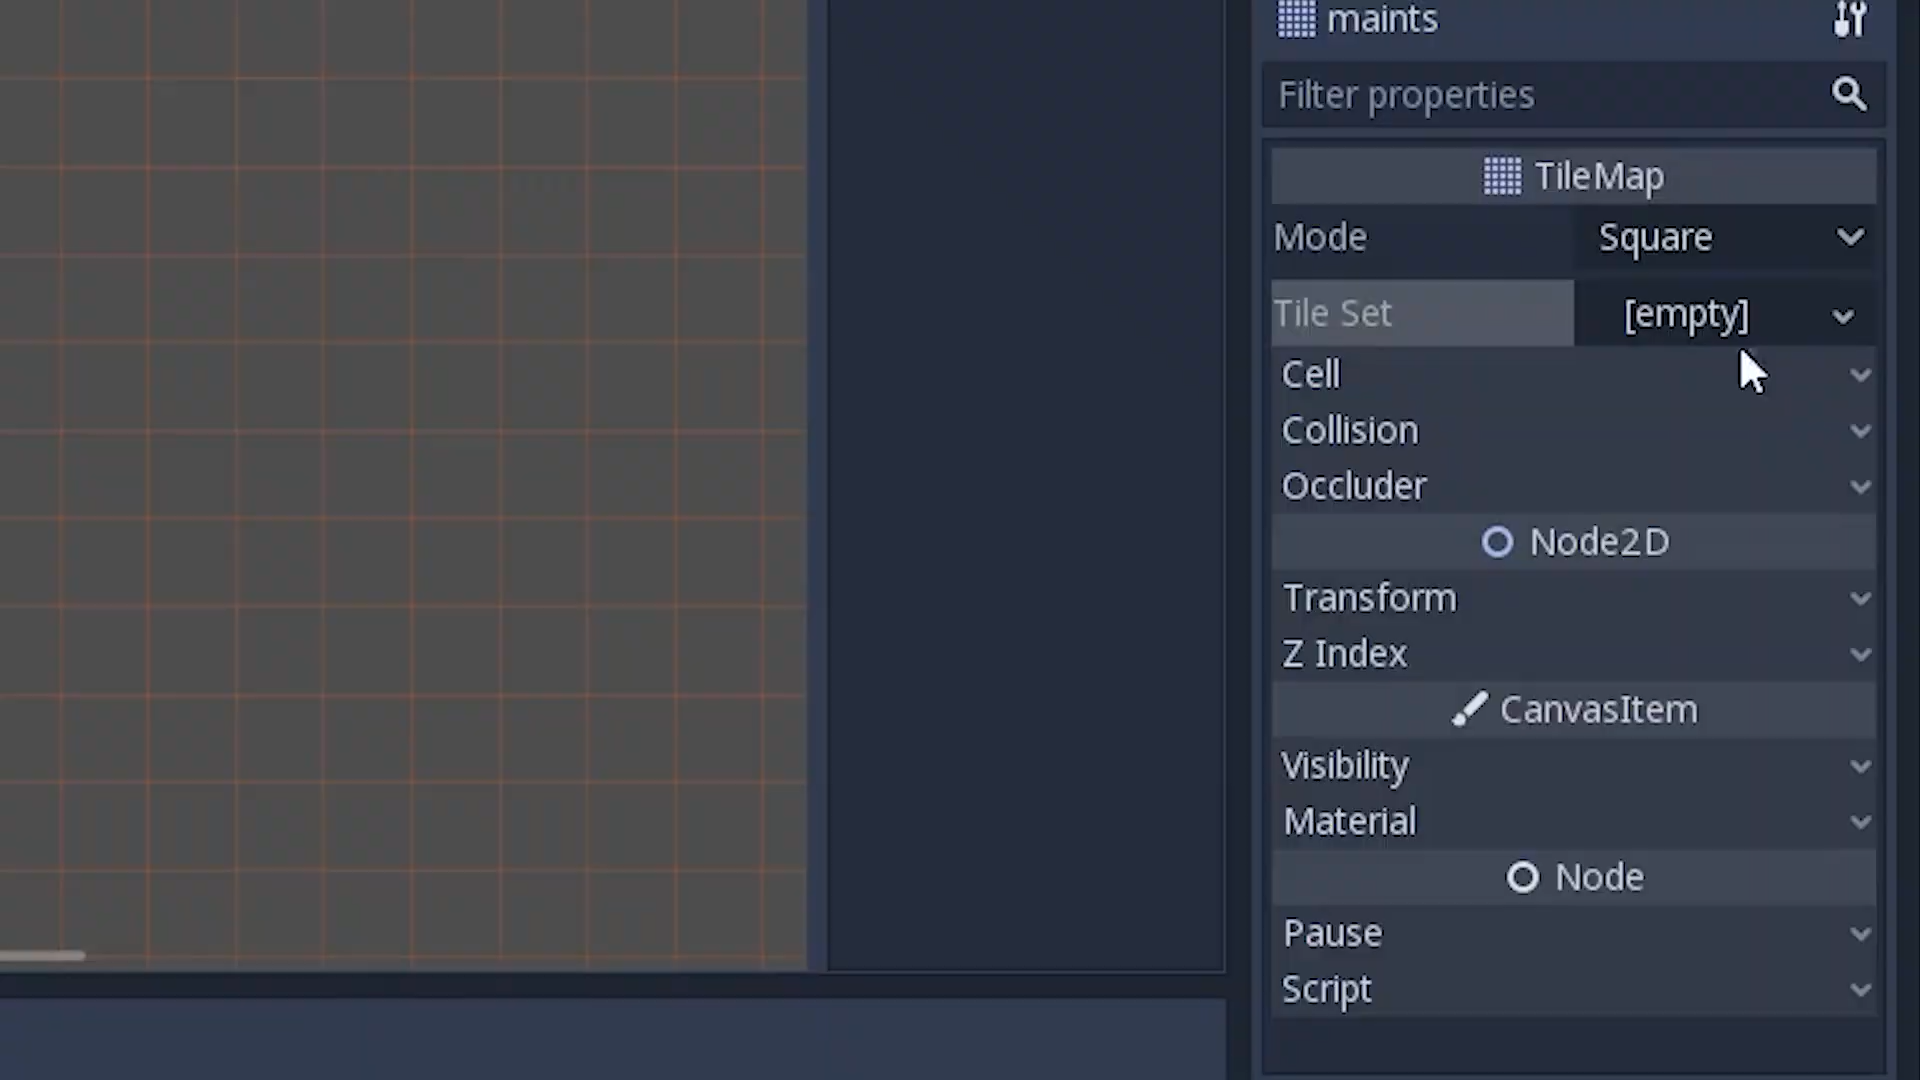 maints
Filter properties
TileMap
Mode Square
Tile Set [empty]
Cell
Collision
Occluder
Node2D
Transform
Z Index
CanvasItem
Visibility
Material
Node
Pause
Script